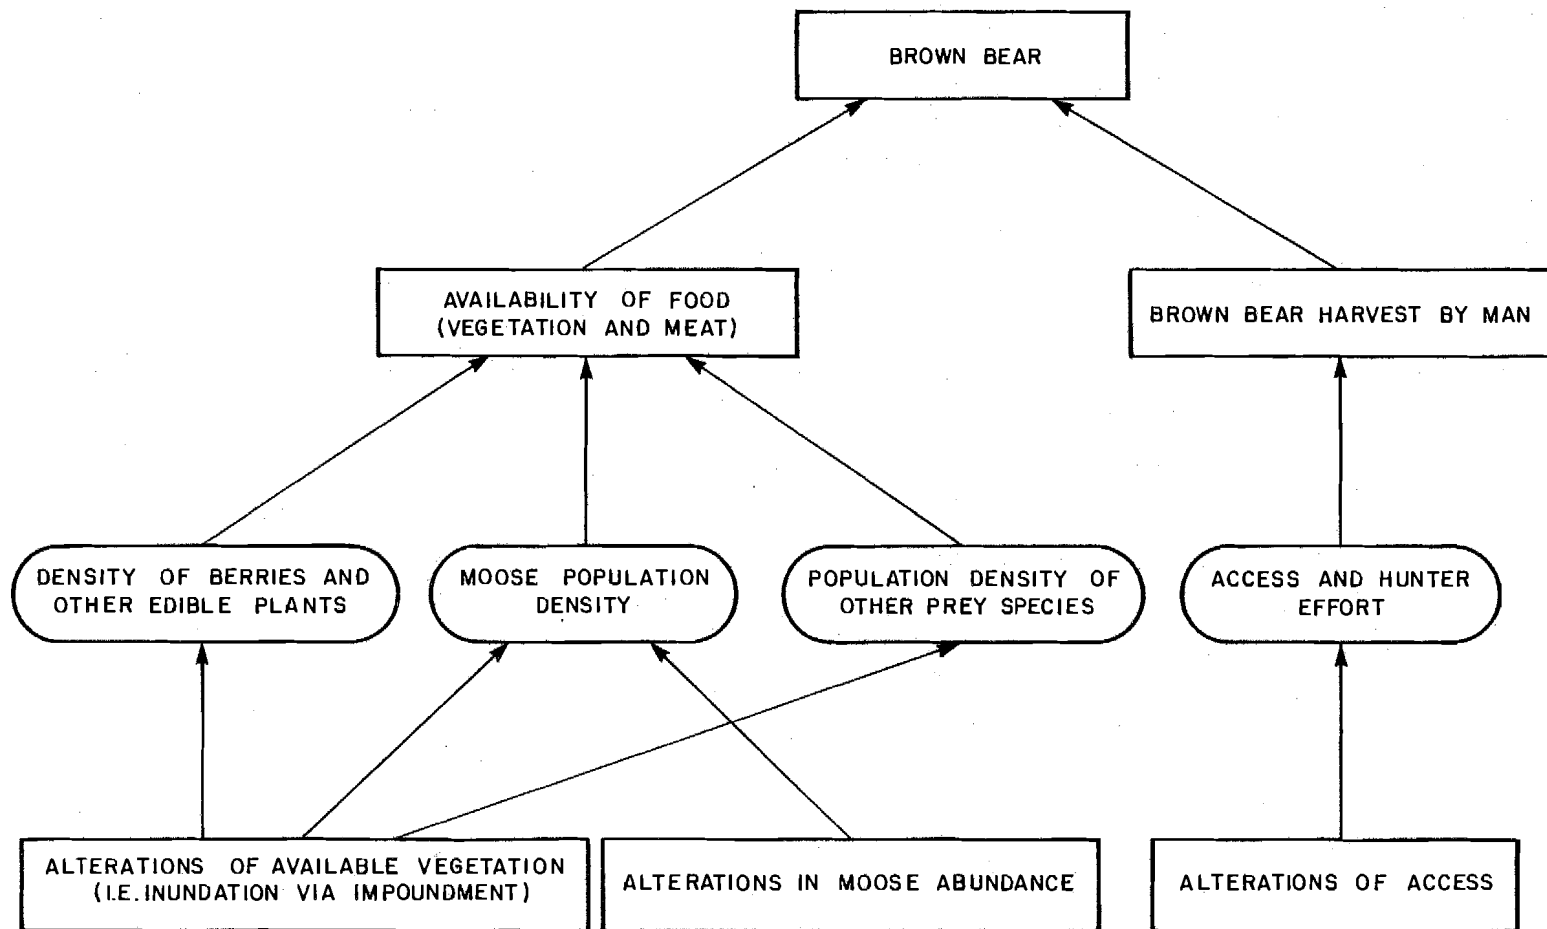 BROWN BEAR
AVAILABILITY OF FOOD
(VEGETATION AND MEAT)
BROWN BEAR HARVEST BY MAN
DENSITY OF BERRIES AND
OTHER EDIBLE PLANTS
MOOSE POPULATION
DENSITY
POPULATION DENSITY OF
OTHER PREY SPECIES
ACCESS AND HUNTER
EFFORT
ALTERATIONS OF AVAILABLE VEGETATION
(I.E. INUNDATION VIA IMPOUNDMENT)
ALTERATIONS IN MOOSE ABUNDANCE
ALTERATIONS OF ACCESS